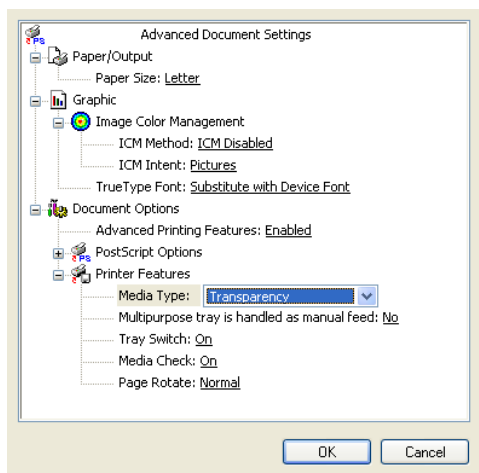 Advanced Document Settings
Paper/Output
Paper Size: Letter
Graphic
Image Color Management
ICM Method: ICM Disabled
ICM Intent: Pictures
TrueType Font: Substitute with Device Font
Document Options
Advanced Printing Features: Enabled
PostScript Options
Printer Features
Media Type: Transparency
Multipurpose tray is handled as manual feed: No
Tray Switch: On
Media Check: On
Page Rotate: Normal
OK Cancel